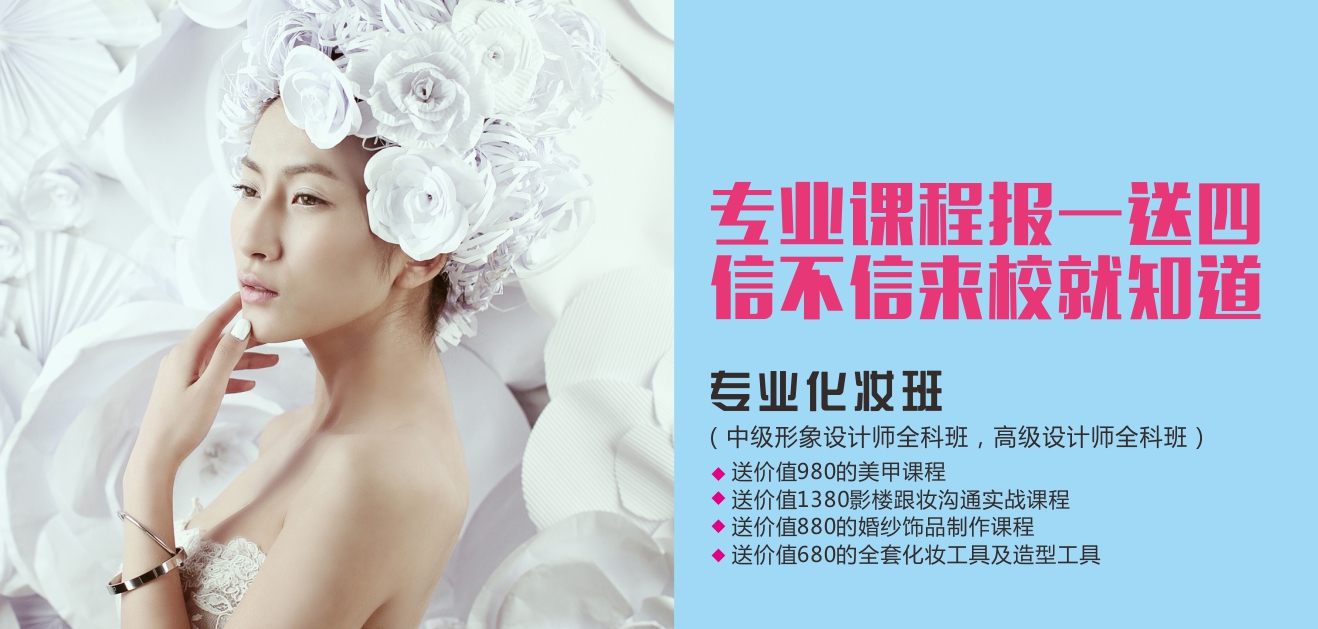 专业课程报一送四
信不信来校就知道
专业化妆班
(中级形象设计师全科班，高级设计师全科班)
◆送价值980的美甲课程
◆送价值1380影楼跟妆沟通实战课程
◆送价值880的婚纱饰品制作课程
◆送价值680的全套化妆工具及造型工具